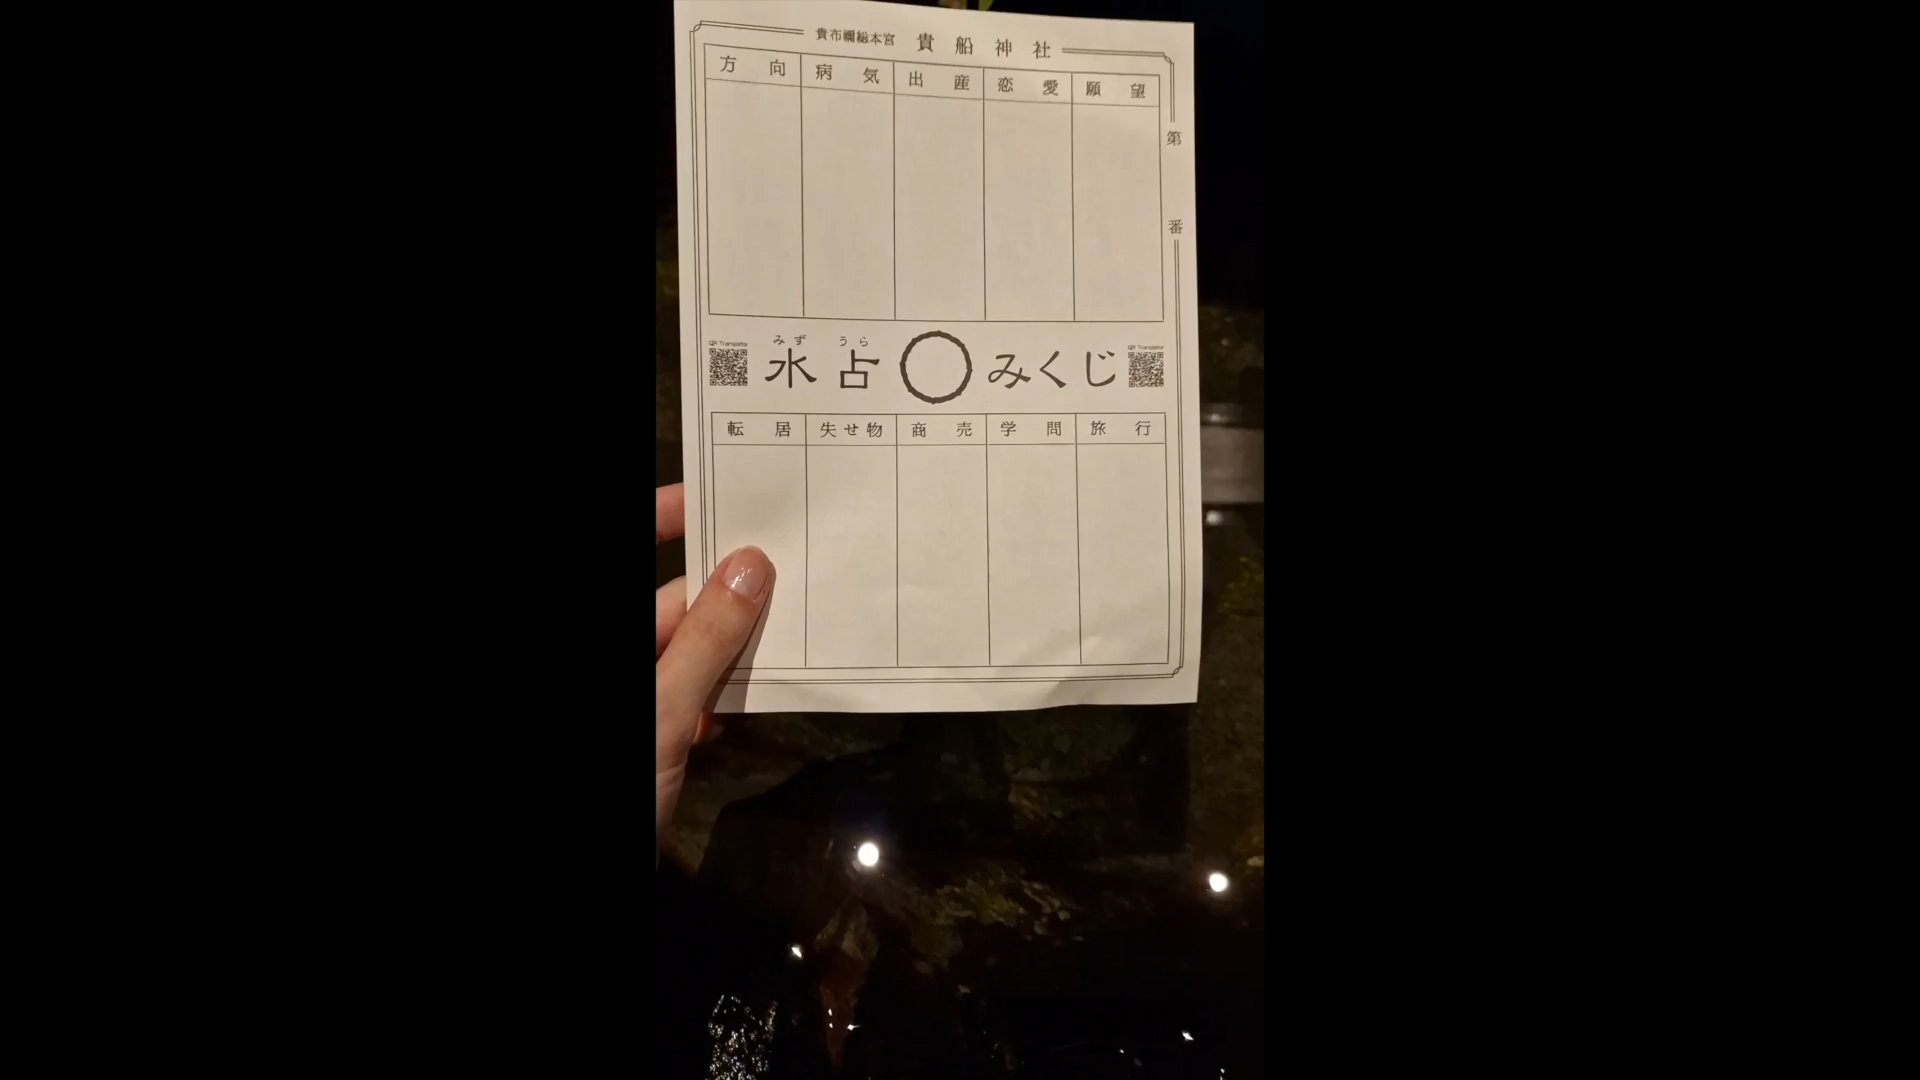 貴布禰総本宮 貴船神社
方向 病気 出産 恋愛 願望
第 番
QR Translator
みず うら
水占 みくじ
QR Translator
転居 失せ物 商売 学問 旅行